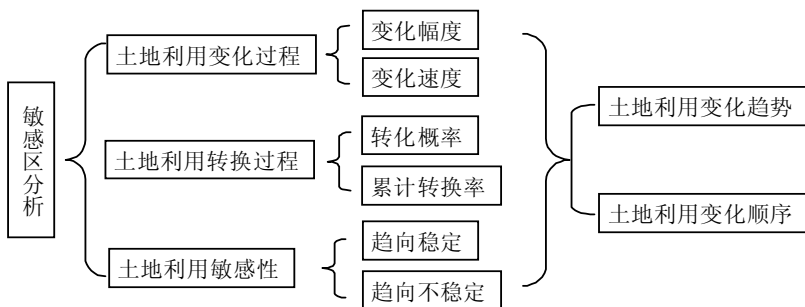 敏感区分析
土地利用变化过程
变化幅度
变化速度
土地利用转换过程
转化概率
累计转换率
土地利用敏感性
趋向稳定
趋向不稳定
土地利用变化趋势
土地利用变化顺序